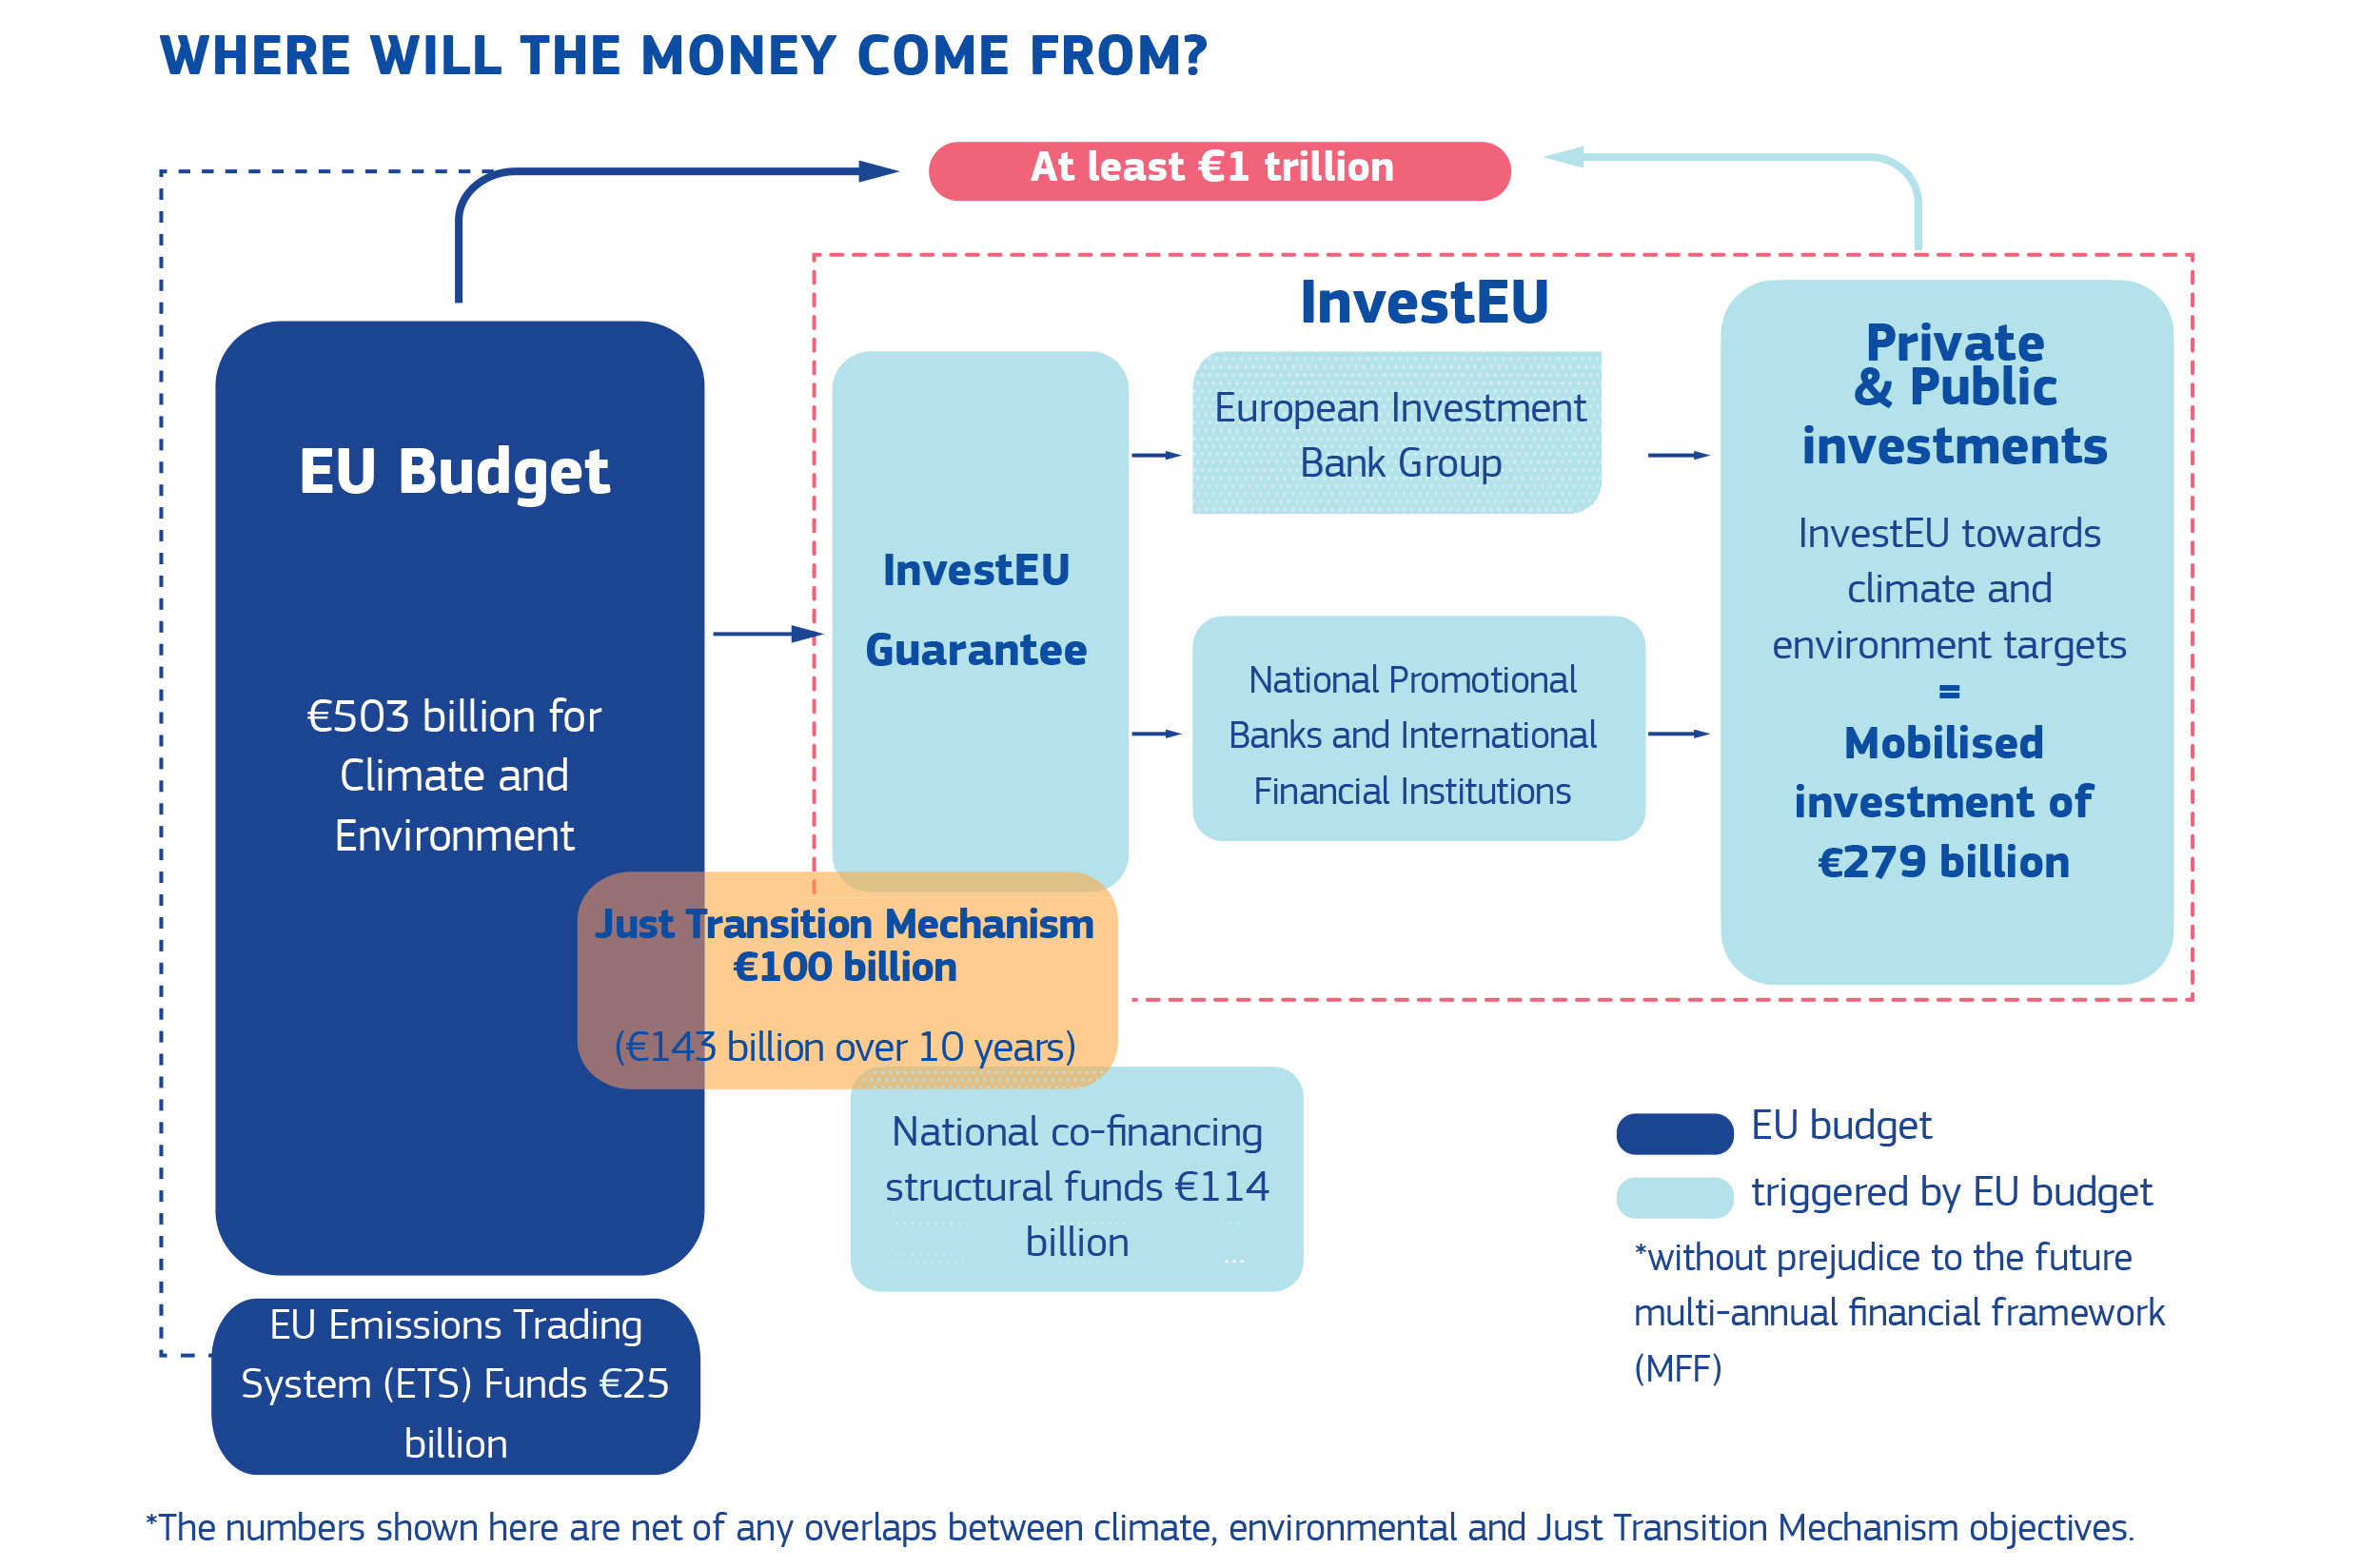 WHERE WILL THE MONEY COME FROM?
At least €1 trillion
EU Budget
€503 billion for
Climate and
Environment
InvestEU
InvestEU
Guarantee
European Investment
Bank Group
National Promotional
Banks and International
Financial Institutions
Private
& Public
investments
InvestEU towards
climate and
environment targets
=
Mobilised
investment of
€279 billion
Just Transition Mechanism
€100 billion
(€143 billion over 10 years)
National co-financing
structural funds €114
billion
...
EU Emissions Trading
System (ETS) Funds €25
billion
EU budget
triggered by EU budget
*without prejudice to the future
multi-annual financial framework
(MFF)
*The numbers shown here are net of any overlaps between climate, environmental and Just Transition Mechanism objectives.